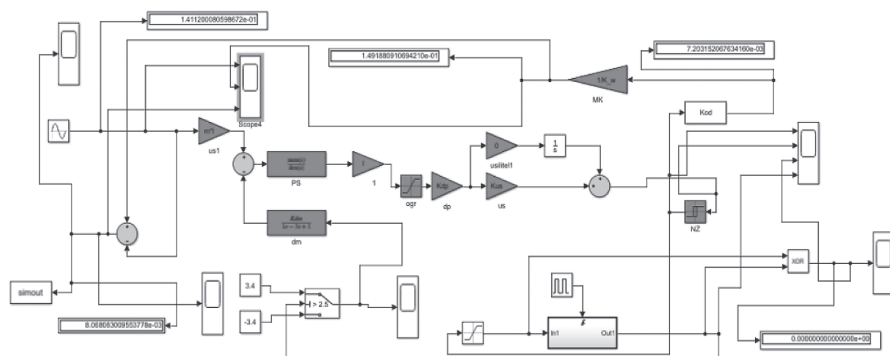 1.411200080598672e-01
1.491880910694210e-01
7.203152067634160e-03
1/K_w
MK
Kod
Scope4
m*l
us1
PS
1
ogr
Kdp
dp
0
usilitel1
1
s
Kus
us
NZ
dm
XOR
simout
3.4
> 2.5
-3.4
In1
Out1
8.068083009553778e-03
0.000000000000000e+00